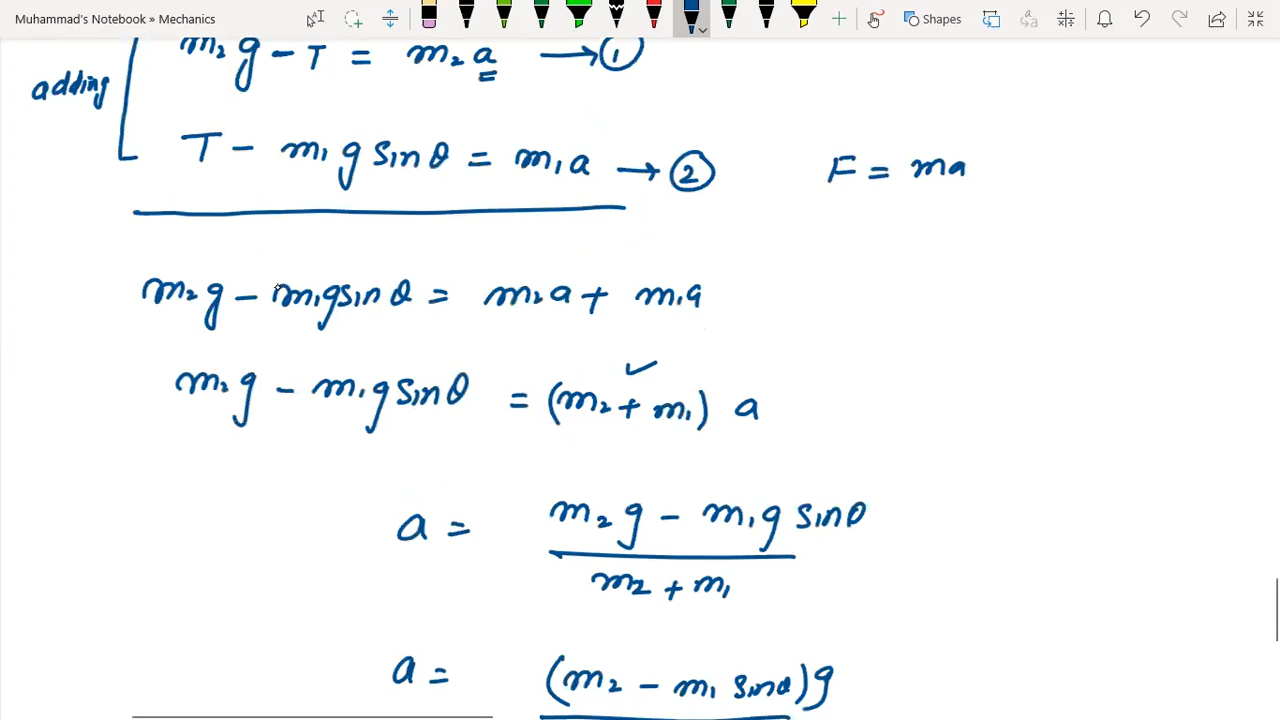 Muhammad's Notebook » Mechanics
Shapes
m₂g - T = m₂a → ①
adding
T - m₁g sinθ = m₁a → ②
F = ma
m₂g - m₁g sinθ = m₂a + m₁a
m₂g - m₁g sinθ = (m₂ + m₁) a
a = m₂g - m₁g sinθ
m₂ + m₁
a = (m₂ - m₁ sinθ)g